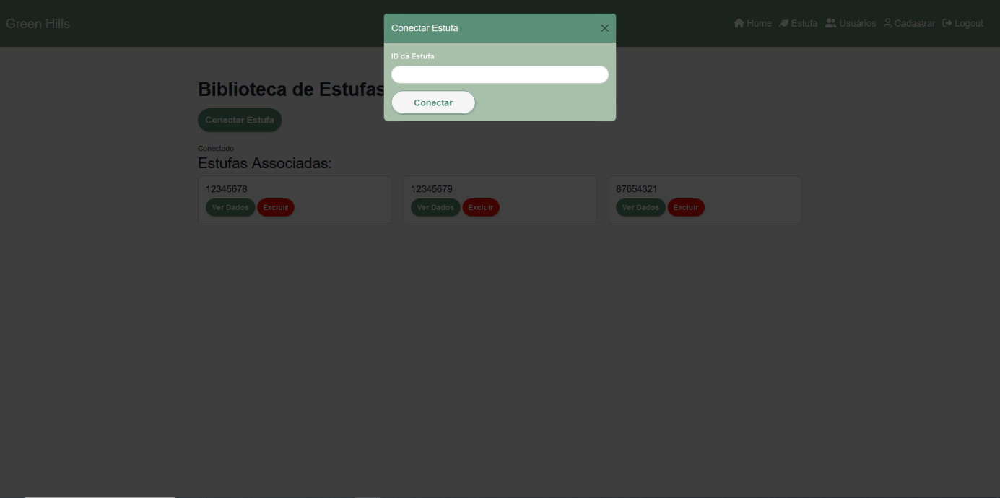 Green Hills
Home Estufa Usuários Cadastrar Logout
Conectar Estufa
ID da Estufa
Conectar
Biblioteca de Estufas
Conectar Estufa
Conectado
Estufas Associadas:
12345678
Ver Dados Excluir
12345679
Ver Dados Excluir
87654321
Ver Dados Excluir